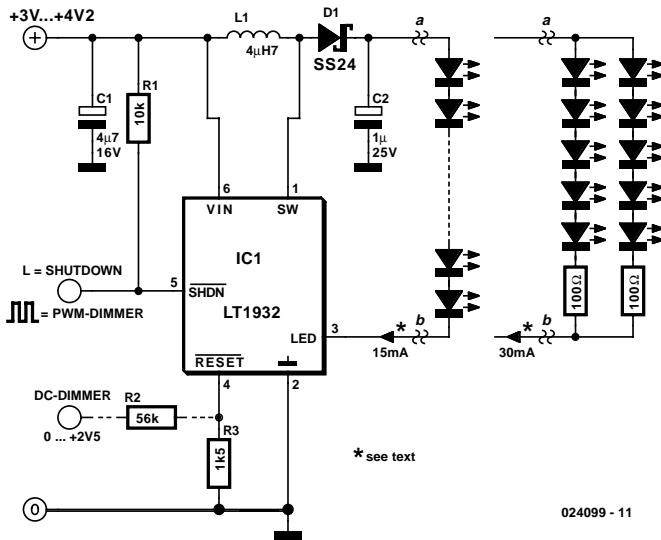 +3V...+4V2
L1
4µH7
D1
SS24
a
a
C1
4µ7
16V
R1
10k
C2
1µ
25V
6
1
VIN
SW
IC1
LT1932
L = SHUTDOWN
5
SHDN
= PWM-DIMMER
LED
3
*
b
15mA
*
b
30mA
100Ω
100Ω
RESET
4
2
DC-DIMMER
R2
56k
0 ... +2V5
R3
1k5
* see text
0
024099 - 11